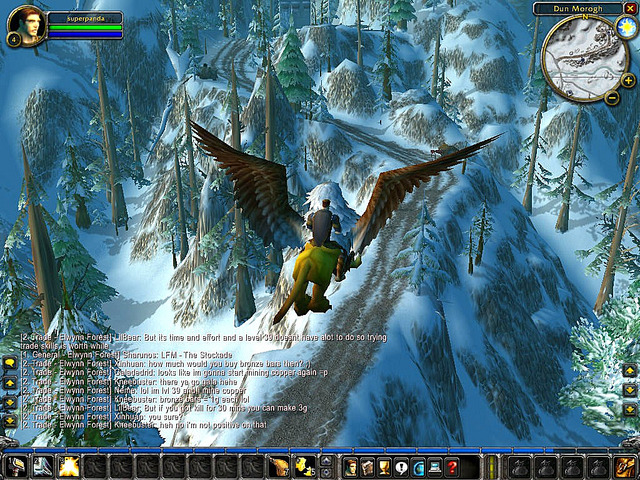 superpanda
4
Dun Morogh
N
[2. Trade - Elwynn Forest] LilBear: But its time and effort and a level 39 doesnt have alot to do so trying
trade skills is worth while
[1. General - Elwynn Forest] Sharunos: LFM - The Stockade
[2. Trade - Elwynn Forest] Xinhuan: how much would you buy bronze bars then? ;)
[2. Trade - Elwynn Forest] looks like im gonna start mining copper again =p
[2. Trade - Elwynn Forest] Kneebuster: there ya go hehe
[2. Trade - Elwynn Forest] lol im lvl 39 and i mine copper
[2. Trade - Elwynn Forest] Kneebuster: bronze bars = 1g each lol
[2. Trade - Elwynn Forest] LilBear: But if you kill for 30 mins you can make 3g
[2. Trade - Elwynn Forest] Xinhuan: you sure?
[2. Trade - Elwynn Forest] Kneebuster: heh no i'm not positive on that